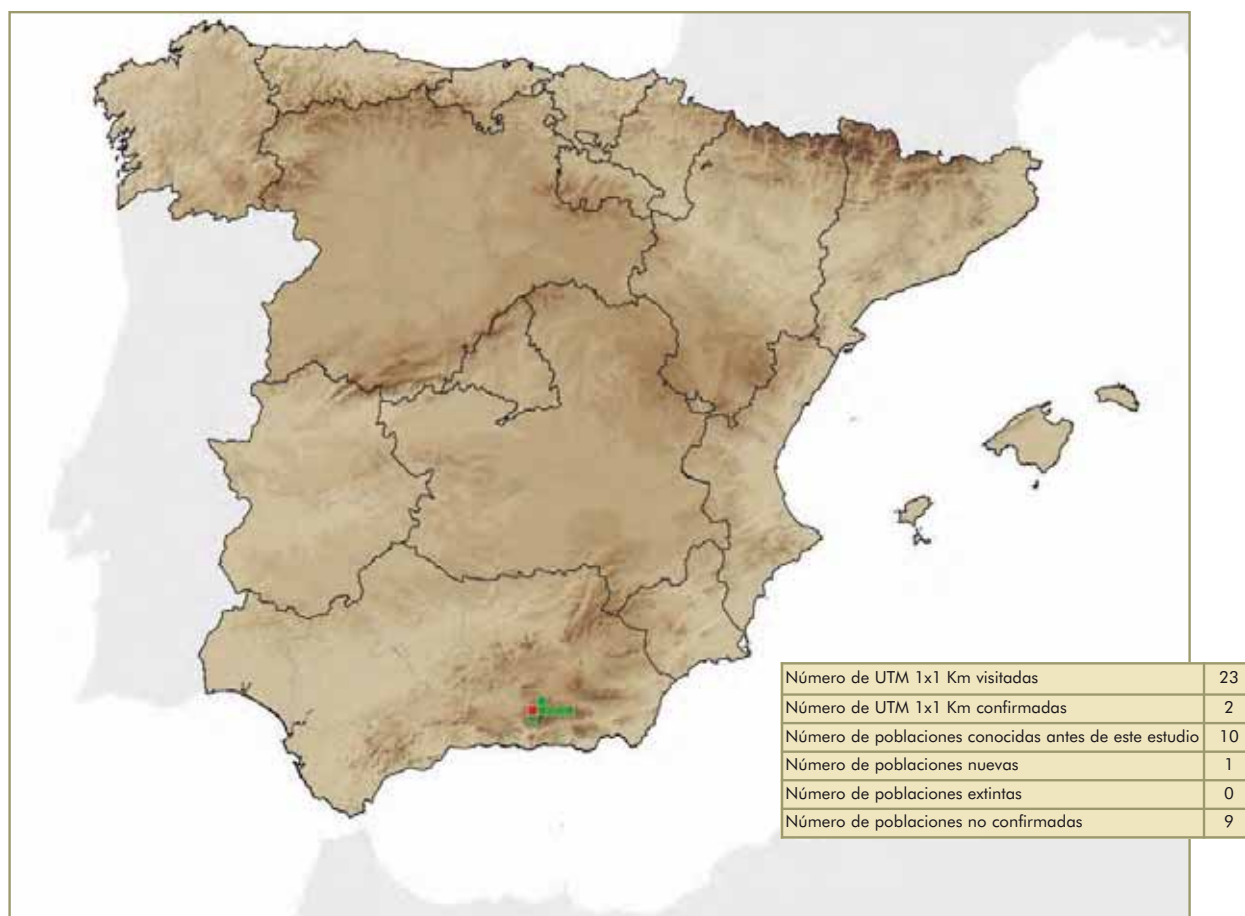 Número de UTM 1x1 Km visitadas 23
Número de UTM 1x1 Km confirmadas 2
Número de poblaciones conocidas antes de este estudio 10
Número de poblaciones nuevas 1
Número de poblaciones extintas 0
Número de poblaciones no confirmadas 9